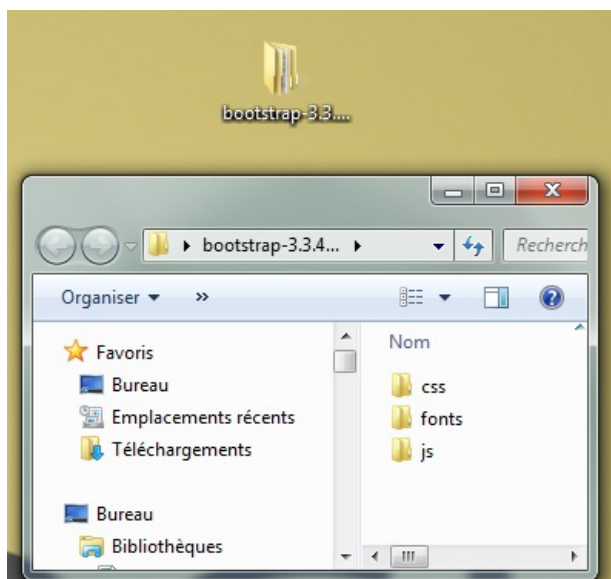 bootstrap-3.3....
bootstrap-3.3.4...
Recherch
Organiser
»
Favoris
Bureau
Emplacements récents
Téléchargements
Bureau
Bibliothèques
Nom
css
fonts
js